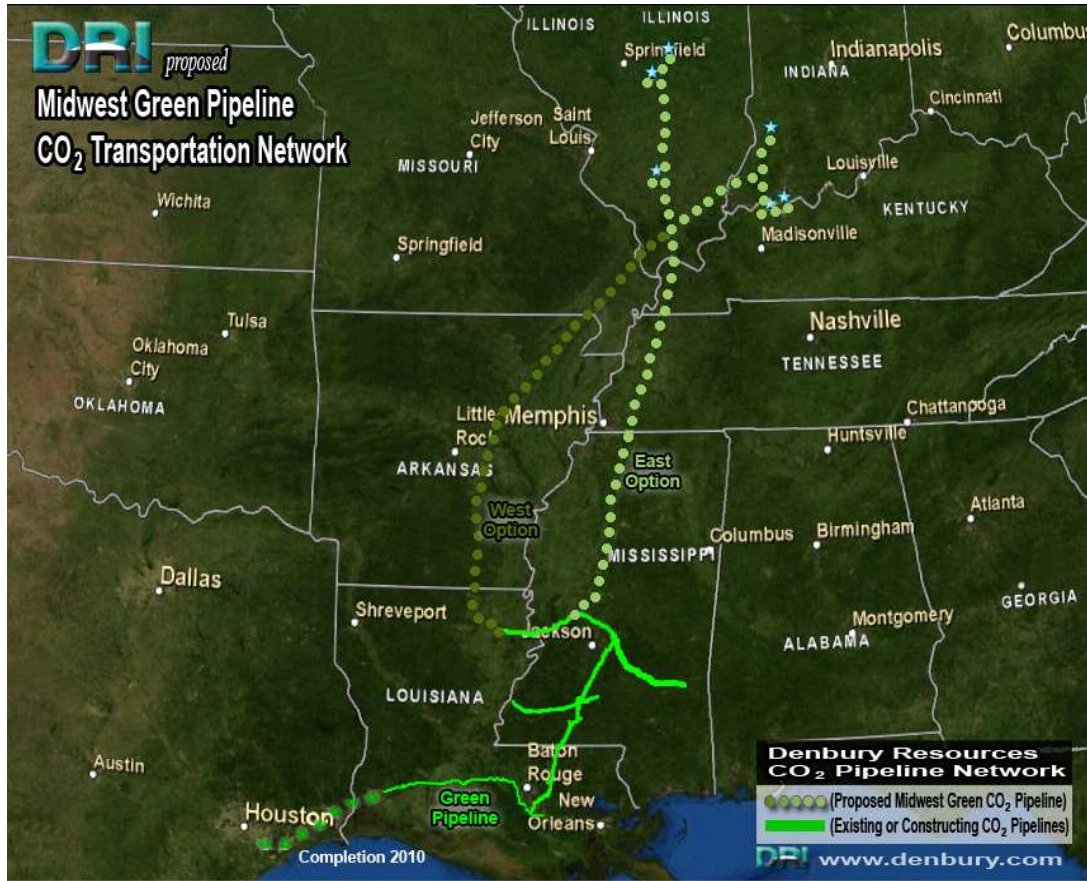 DRI proposed
Midwest Green Pipeline
CO₂ Transportation Network
ILLINOIS
ILLINOIS
Columbus
Springfield
Indianapolis
INDIANA
Cincinnati
Jefferson
City
Saint
Louis
MISSOURI
Louisville
KENTUCKY
Wichita
Madisonville
Springfield
Tulsa
Nashville
TENNESSEE
Oklahoma
City
OKLAHOMA
Little
Rock
Memphis
Chattanooga
Huntsville
ARKANSAS
East
Option
West
Option
Atlanta
Columbus
Birmingham
MISSISSIPPI
Dallas
GEORGIA
Shreveport
Montgomery
Jackson
ALABAMA
LOUISIANA
Baton
Rouge
Austin
Green
Pipeline
New
Orleans
Houston
Completion 2010
Denbury Resources
CO₂ Pipeline Network
(Proposed Midwest Green CO₂ Pipeline)
(Existing or Constructing CO₂ Pipelines)
DRI www.denbury.com